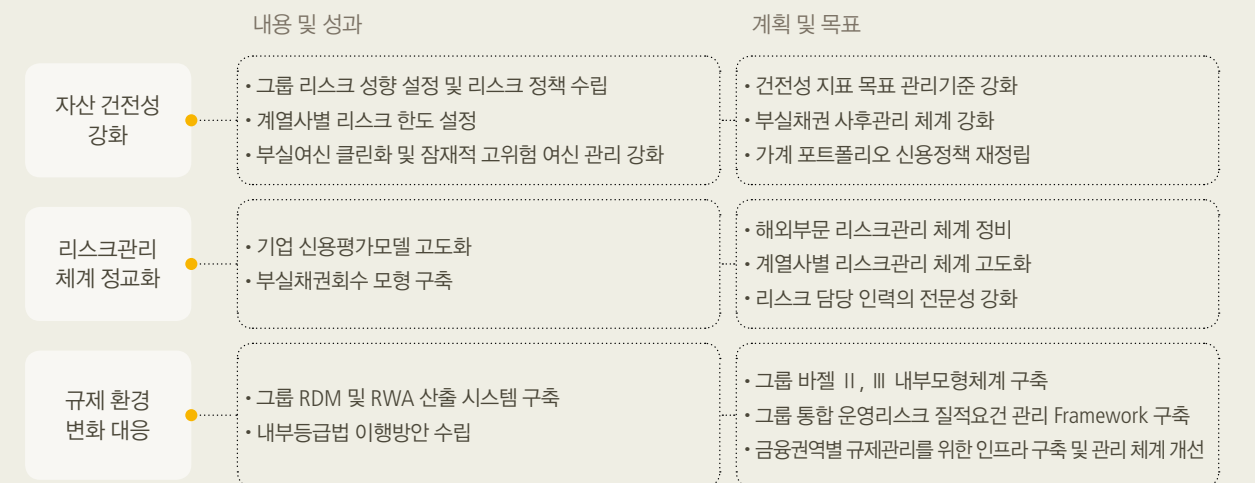 내용 및 성과
계획 및 목표
자산 건전성
강화
• 그룹 리스크 성향 설정 및 리스크 정책 수립
• 계열사별 리스크 한도 설정
• 부실여신 클린화 및 잠재적 고위험 여신 관리 강화
• 건전성 지표 목표 관리기준 강화
• 부실채권 사후관리 체계 강화
• 가계 포트폴리오 신용정책 재정립
리스크관리
체계 정교화
• 기업 신용평가모델 고도화
• 부실채권회수 모형 구축
• 해외부문 리스크관리 체계 정비
• 계열사별 리스크관리 체계 고도화
• 리스크 담당 인력의 전문성 강화
규제 환경
변화 대응
• 그룹 RDM 및 RWA 산출 시스템 구축
• 내부등급법 이행방안 수립
• 그룹 바젤 Ⅱ, Ⅲ 내부모형체계 구축
• 그룹 통합 운영리스크 질적요건 관리 Framework 구축
• 금융권역별 규제관리를 위한 인프라 구축 및 관리 체계 개선